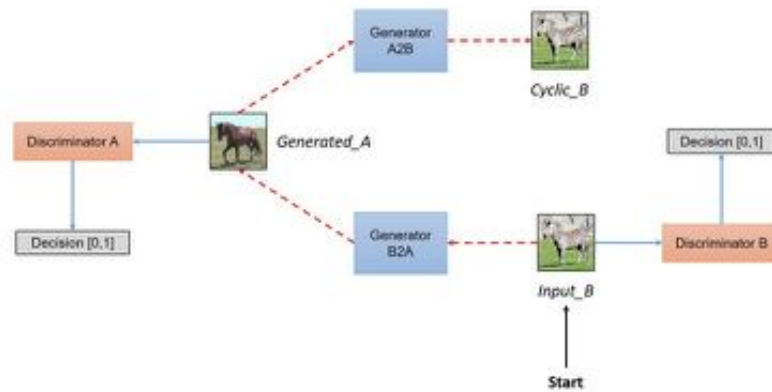 Generator
A2B
Cyclic_B
Discriminator A
Generated_A
Decision [0,1]
Decision [0,1]
Generator
B2A
Discriminator B
Input_B
Start